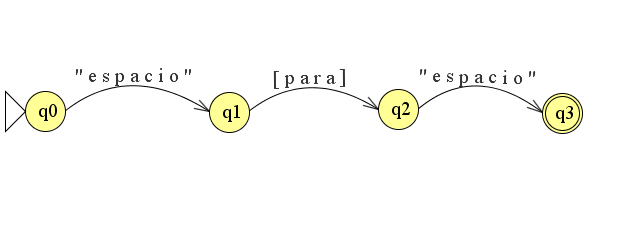 "espacio"
[para]
"espacio"
q0
q1
q2
q3